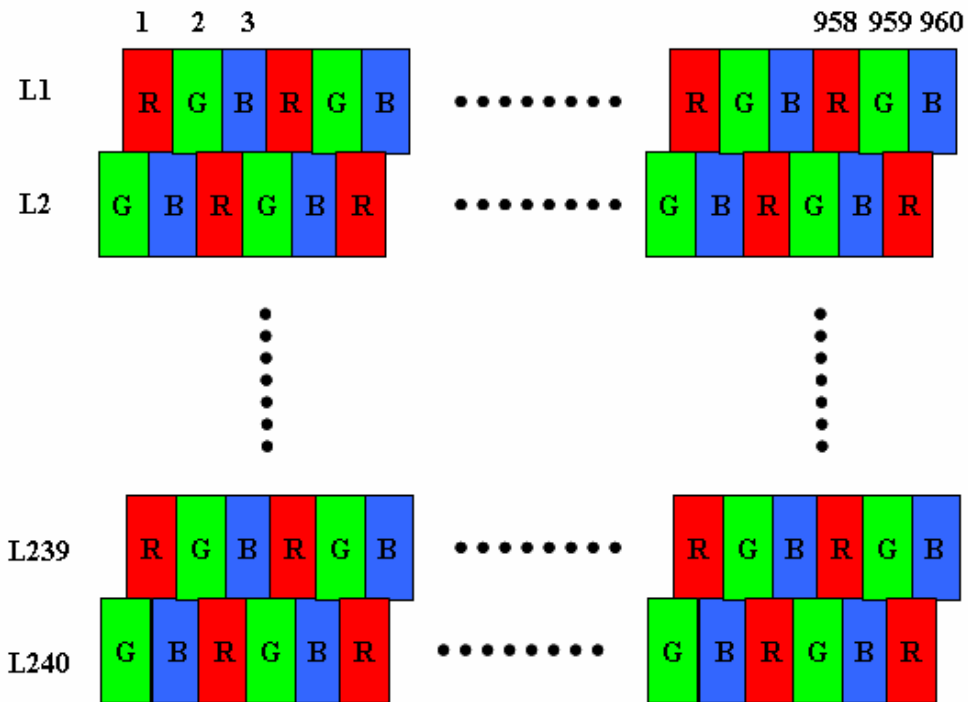 1 2 3 958 959 960
L1 R G B R G B R G B R G B
L2 G B R G B R G B R G B R
L239 R G B R G B R G B R G B
L240 G B R G B R G B R G B R